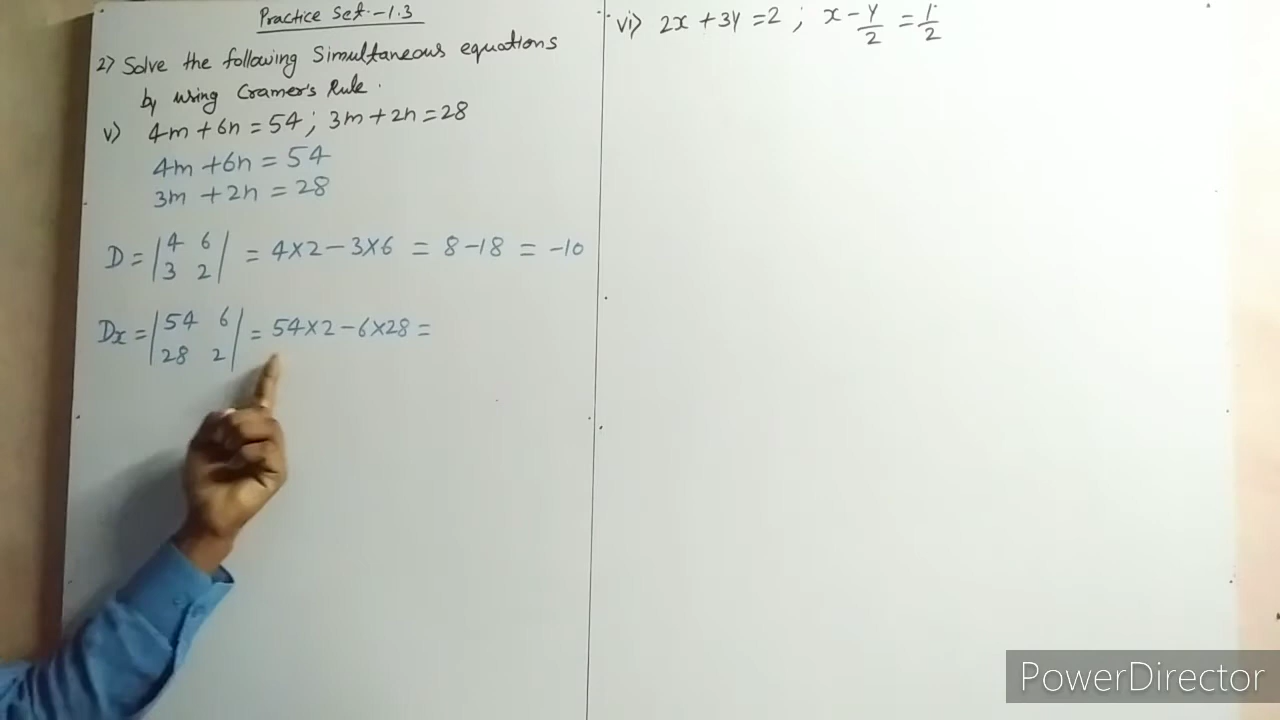 Practice Set - 1.3
2) Solve the following Simultaneous equations
by using Cramer's Rule.
v) 4m + 6n = 54 ; 3m + 2n = 28
4m + 6n = 54
3m + 2n = 28
D = |4 6| = 4×2 - 3×6 = 8 - 18 = -10
|3 2|
Dx = |54 6| = 54×2 - 6×28 =
|28 2|
vi) 2x + 3y = 2 ; x - y/2 = 1/2
PowerDirector